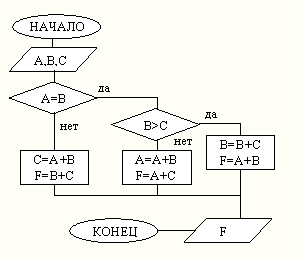 НАЧАЛО
A,B,C
A=B
да
нет
B>C
да
нет
C=A+B
F=B+C
A=A+B
F=A+C
B=B+C
F=A+B
КОНЕЦ
F